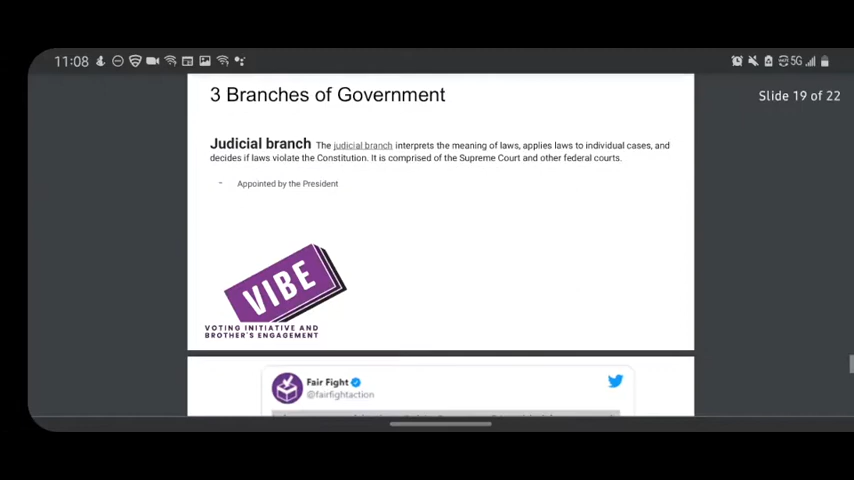 11:08
5G
Slide 19 of 22
3 Branches of Government
Judicial branch The judicial branch interprets the meaning of laws, applies laws to individual cases, and
decides if laws violate the Constitution. It is comprised of the Supreme Court and other federal courts.
- Appointed by the President
VIBE
VOTING INITIATIVE AND
BROTHER'S ENGAGEMENT
Fair Fight
@fairfightaction